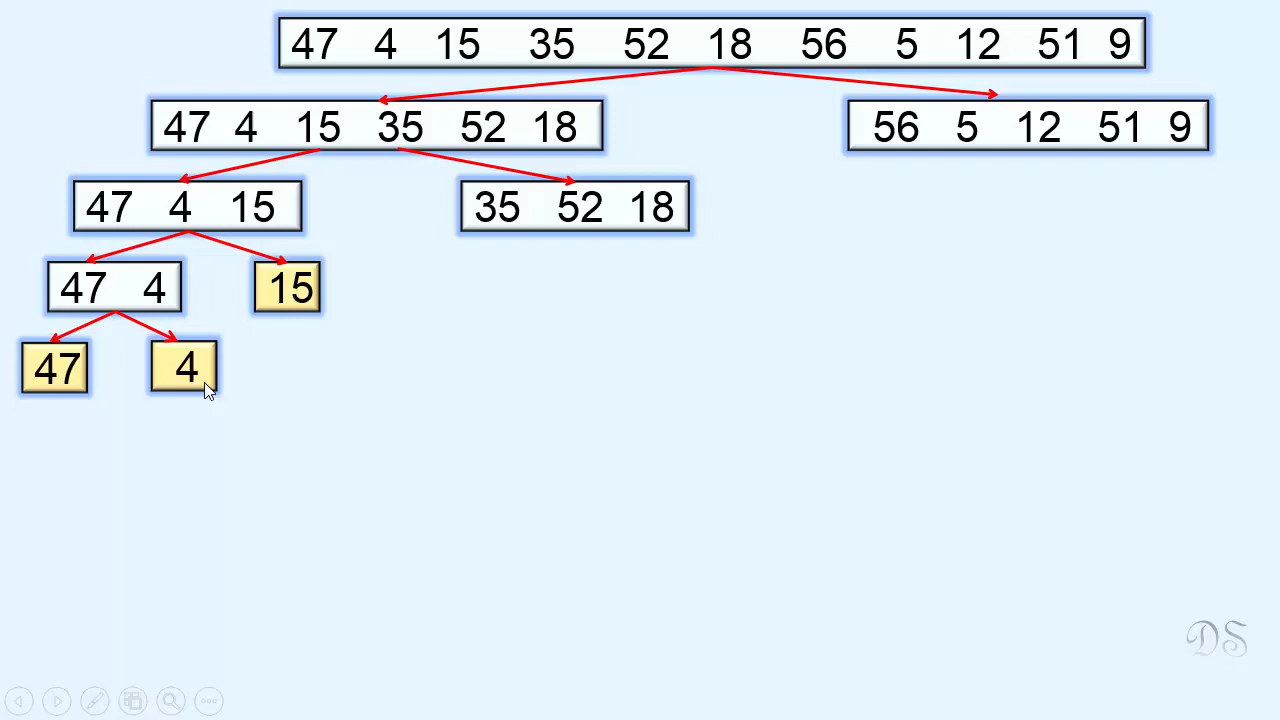 47 4 15 35 52 18 56 5 12 51 9
47 4 15 35 52 18
56 5 12 51 9
47 4 15
35 52 18
47 4
15
47
4
DS